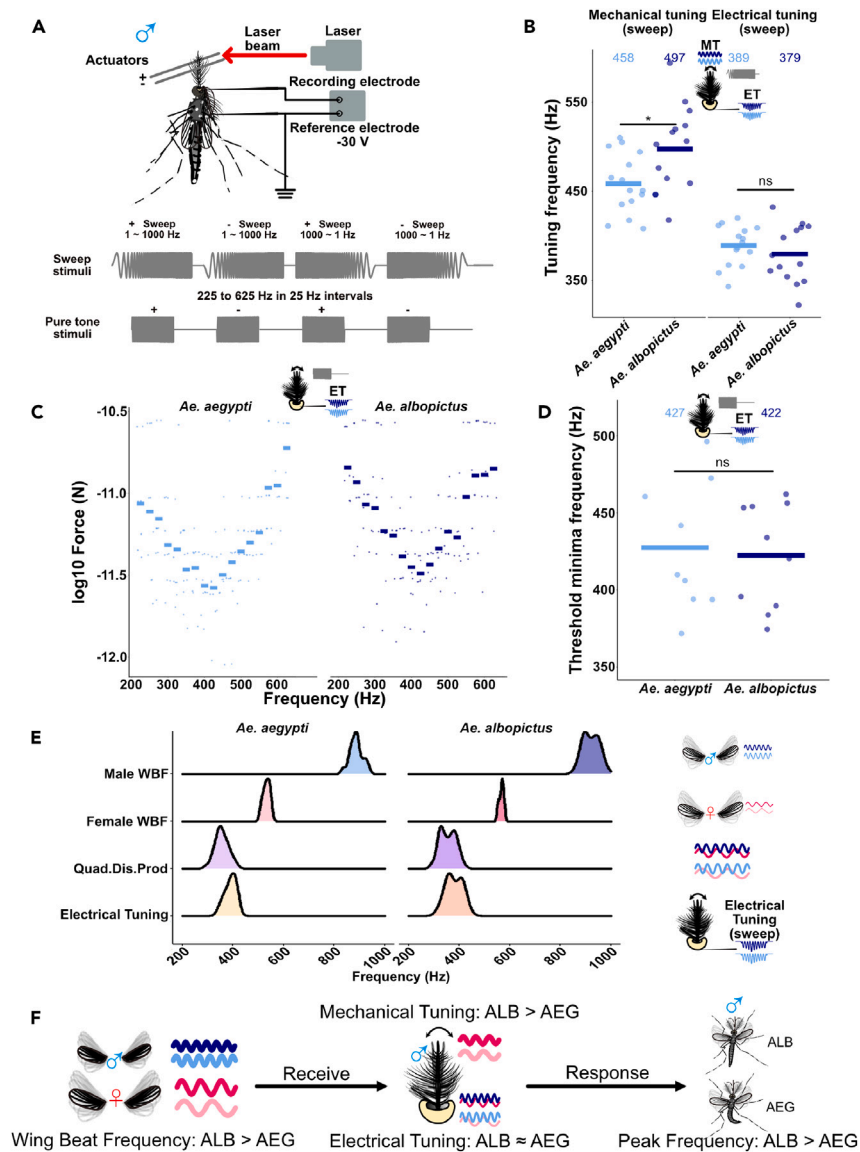 A
♂
Laser beam
Laser
Actuators
+
-
Recording electrode
Reference electrode
-30 V
+ Sweep
1 ~ 1000 Hz
- Sweep
1 ~ 1000 Hz
+ Sweep
1000 ~ 1 Hz
- Sweep
1000 ~ 1 Hz
Sweep stimuli
225 to 625 Hz in 25 Hz intervals
+ - + -
Pure tone stimuli
B
Mechanical tuning (sweep)
Electrical tuning (sweep)
MT
458 497 389 379
ET
*
ns
Tuning frequency (Hz)
550
450
350
Ae. aegypti
Ae. albopictus
Ae. aegypti
Ae. albopictus
C
ET
Ae. aegypti
Ae. albopictus
log10 Force (N)
-10.5
-11.0
-11.5
-12.0
200 300 400 500 600
200 300 400 500 600
Frequency (Hz)
D
427 422
ET
ns
Threshold minima frequency (Hz)
500
450
400
350
Ae. aegypti Ae. albopictus
E
Ae. aegypti
Ae. albopictus
Male WBF
Female WBF
Quad.Dis.Prod
Electrical Tuning
200 400 600 800 1000
200 400 600 800 1000
Frequency (Hz)
♂
♀
Electrical Tuning (sweep)
F
Mechanical Tuning: ALB > AEG
♂
♀
Receive
♂
Response
♂
ALB
AEG
Wing Beat Frequency: ALB > AEG
Electrical Tuning: ALB ≈ AEG
Peak Frequency: ALB > AEG